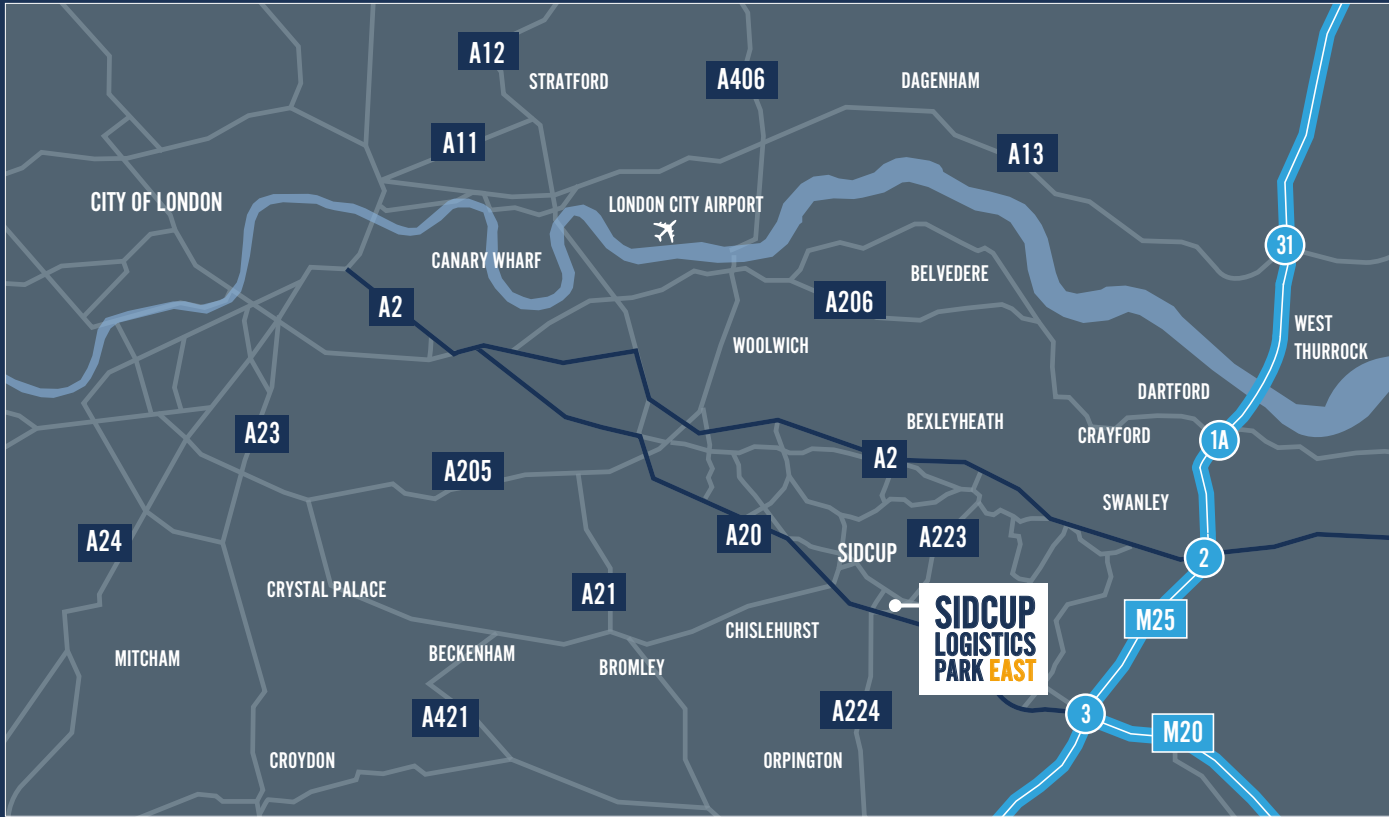 A12
STRATFORD
A406
DAGENHAM
A11
A13
CITY OF LONDON
LONDON CITY AIRPORT
31
CANARY WHARF
BELVEDERE
A2
A206
WEST
THURROCK
WOOLWICH
DARTFORD
BEXLEYHEATH
A23
CRAYFORD
1A
A2
A205
SWANLEY
A24
A20
SIDCUP
A223
2
CRYSTAL PALACE
A21
SIDCUP
LOGISTICS
PARK EAST
M25
CHISLEHURST
MITCHAM
BECKENHAM
BROMLEY
A421
A224
3
M20
CROYDON
ORPINGTON